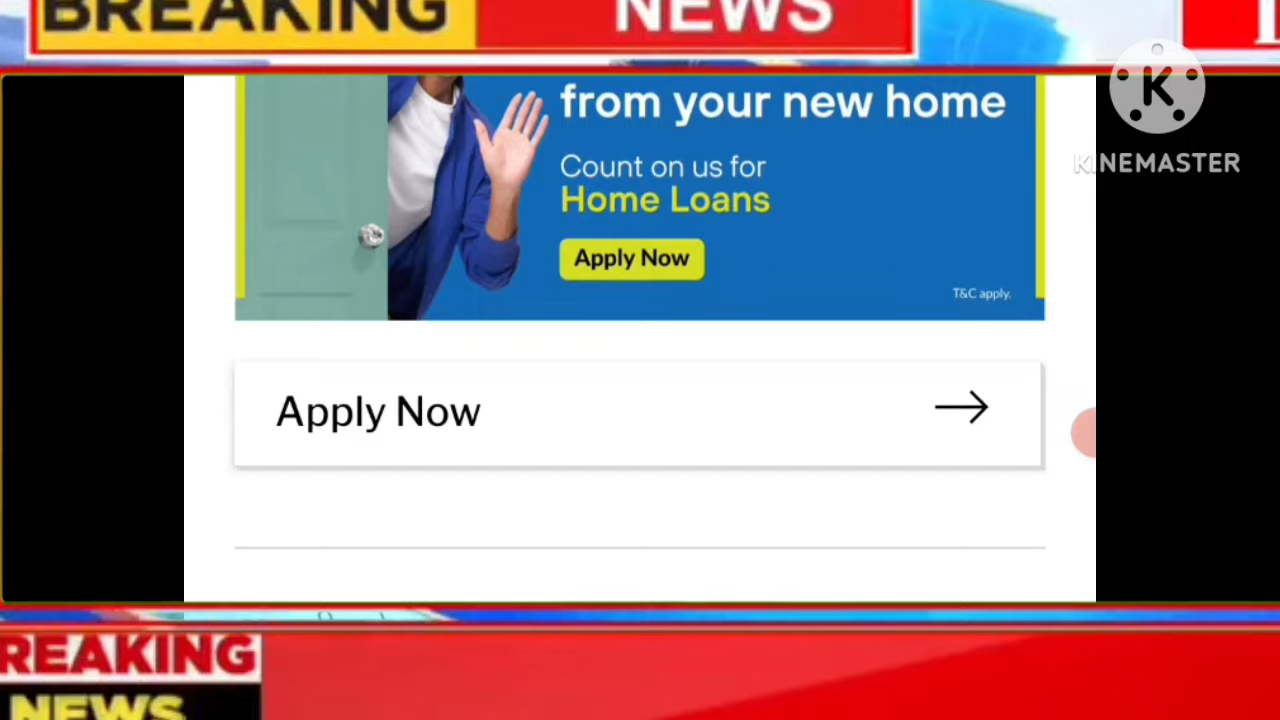 BREAKING NEWS
from your new home
KINEMASTER
Count on us for
Home Loans
Apply Now
T&C apply.
Apply Now
REAKING
NEWS